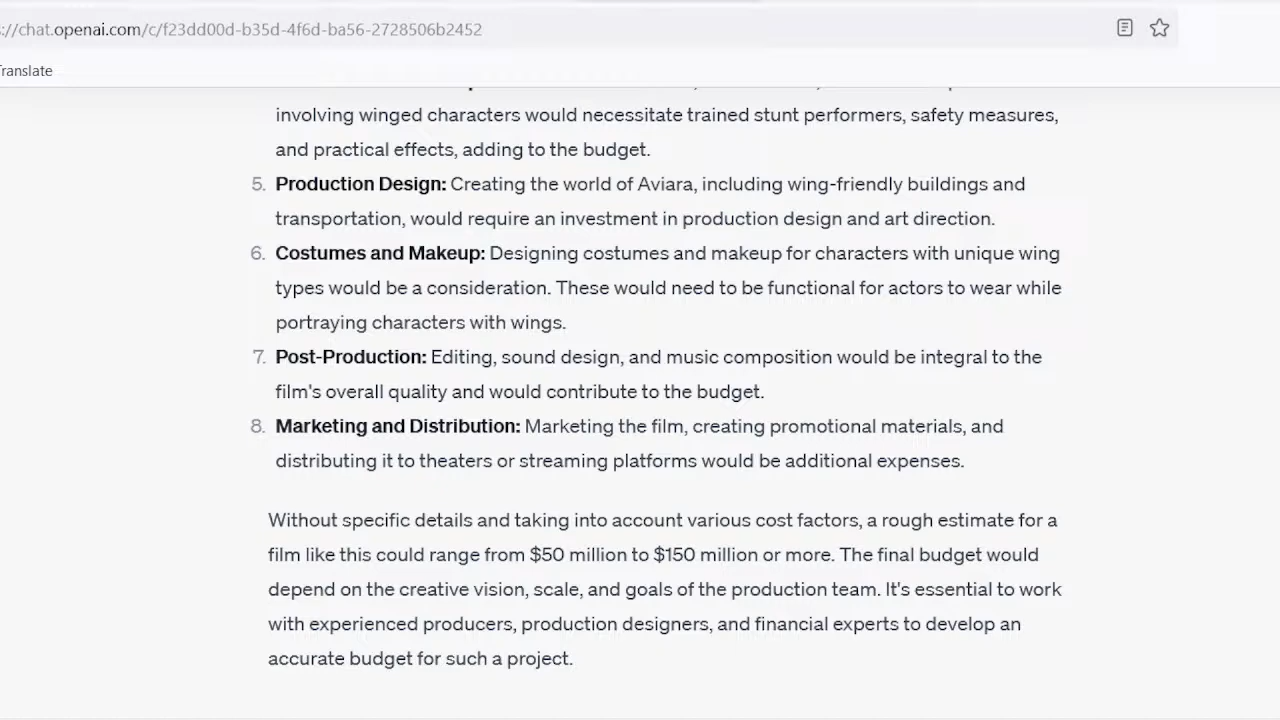 ://chat.openai.com/c/f23dd00d-b35d-4f6d-ba56-2728506b2452
Translate
involving winged characters would necessitate trained stunt performers, safety measures,
and practical effects, adding to the budget.
5. Production Design: Creating the world of Aviara, including wing-friendly buildings and
transportation, would require an investment in production design and art direction.
6. Costumes and Makeup: Designing costumes and makeup for characters with unique wing
types would be a consideration. These would need to be functional for actors to wear while
portraying characters with wings.
7. Post-Production: Editing, sound design, and music composition would be integral to the
film's overall quality and would contribute to the budget.
8. Marketing and Distribution: Marketing the film, creating promotional materials, and
distributing it to theaters or streaming platforms would be additional expenses.
Without specific details and taking into account various cost factors, a rough estimate for a
film like this could range from $50 million to $150 million or more. The final budget would
depend on the creative vision, scale, and goals of the production team. It's essential to work
with experienced producers, production designers, and financial experts to develop an
accurate budget for such a project.